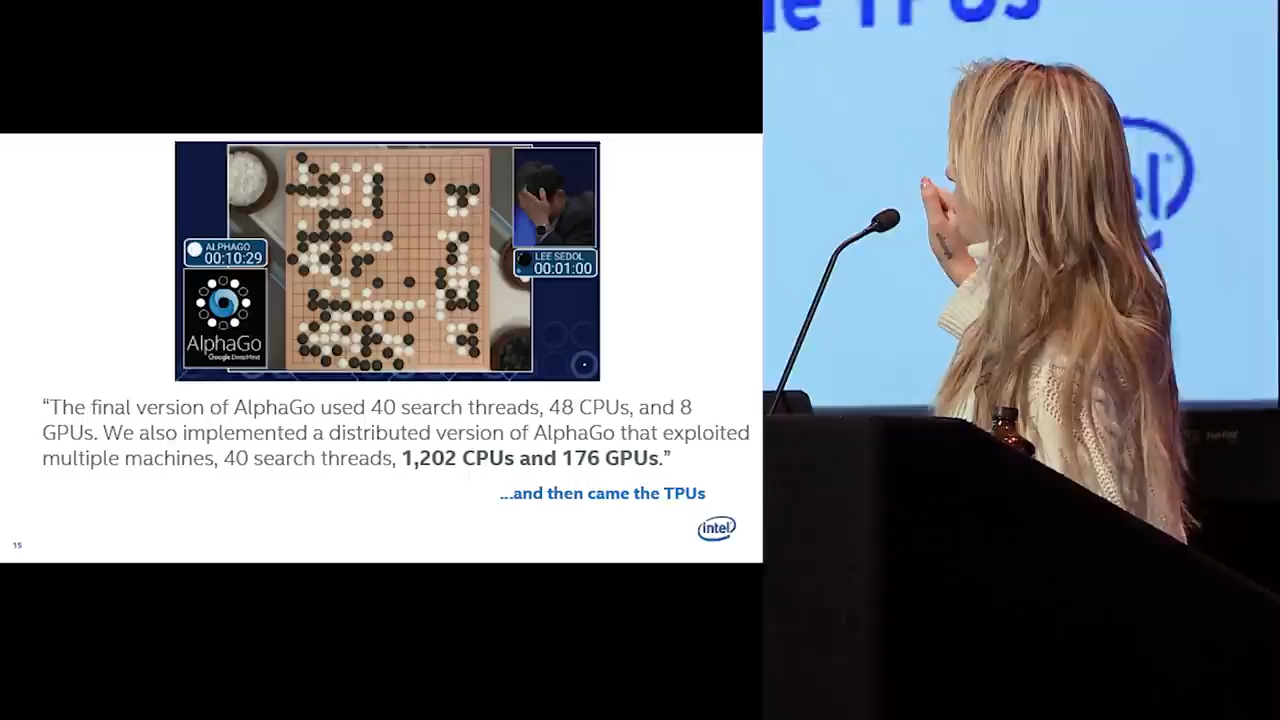 ALPHAGO
00:10:29
AlphaGo
Google DeepMind
LEE SEDOL
00:01:00
“The final version of AlphaGo used 40 search threads, 48 CPUs, and 8
GPUs. We also implemented a distributed version of AlphaGo that exploited
multiple machines, 40 search threads, 1,202 CPUs and 176 GPUs.”
...and then came the TPUs
intel
15
he TPUs
tel